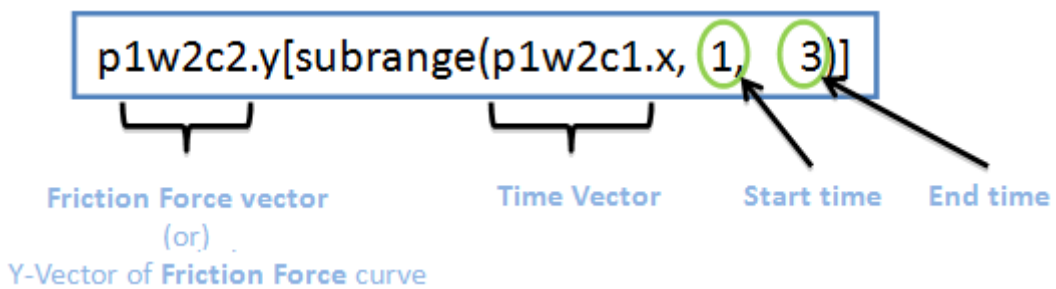 p1w2c2.y[subrange(p1w2c1.x, 1, 3)]
Friction Force vector
(or)
Y-Vector of Friction Force curve
Time Vector
Start time
End time